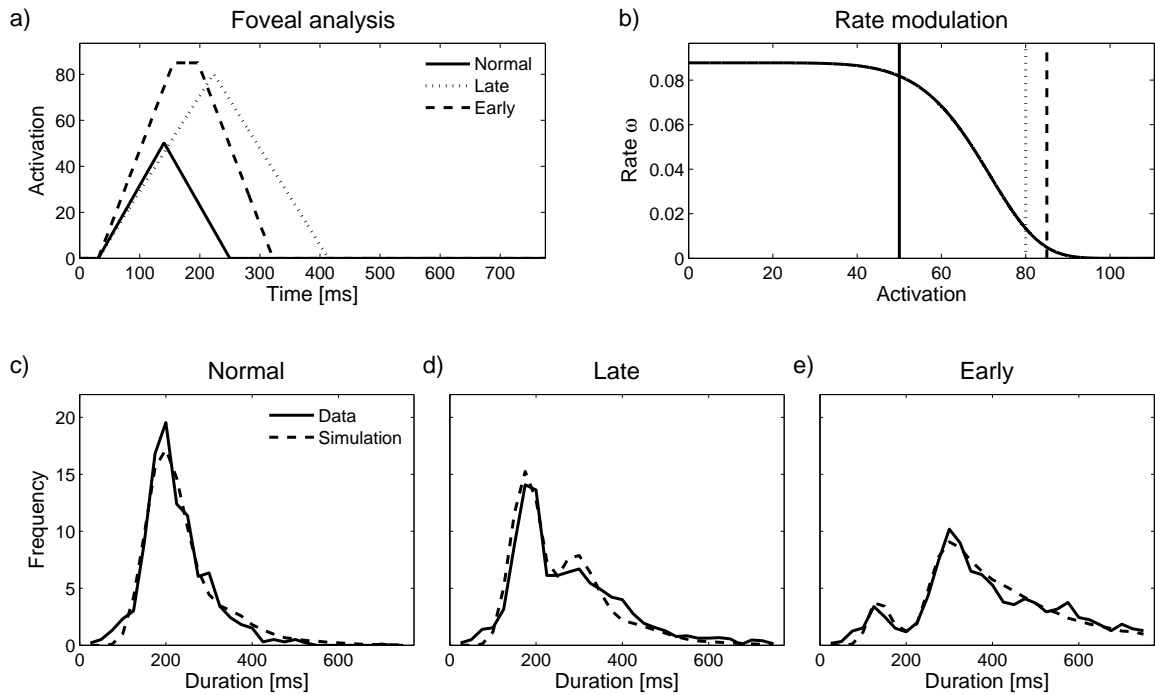 a)
Foveal analysis
Normal
Late
Early
80
60
40
20
0
Activation
0 100 200 300 400 500 600 700
Time [ms]
b)
Rate modulation
0.08
0.06
0.04
0.02
0
Rate ω
0 20 40 60 80 100
Activation
c)
Normal
Data
Simulation
20
15
10
5
0
Frequency
0 200 400 600
Duration [ms]
d)
Late
0 200 400 600
Duration [ms]
e)
Early
0 200 400 600
Duration [ms]